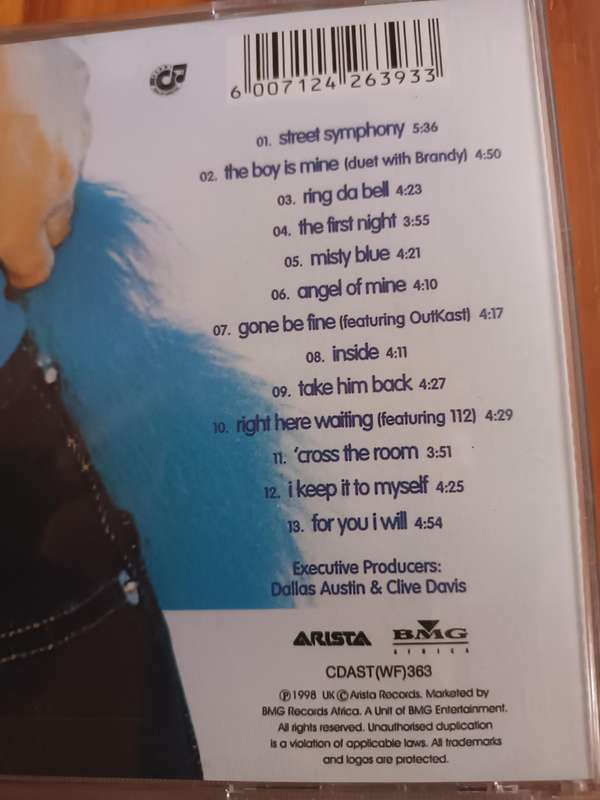 6 007124 263933
01. street symphony 5:36
02. the boy is mine (duet with Brandy) 4:50
03. ring da bell 4:23
04. the first night 3:55
05. misty blue 4:21
06. angel of mine 4:10
07. gone be fine (featuring OutKast) 4:17
08. inside 4:11
09. take him back 4:27
10. right here waiting (featuring 112) 4:29
11. 'cross the room 3:51
12. i keep it to myself 4:25
13. for you i will 4:54
Executive Producers:
Dallas Austin & Clive Davis
ARISTA BMG
AFRICA
CDAST(WF)363
℗1998 UK © Arista Records. Marketed by
BMG Records Africa. A Unit of BMG Entertainment.
All rights reserved. Unauthorised duplication
is a violation of applicable laws. All trademarks
and logos are protected.